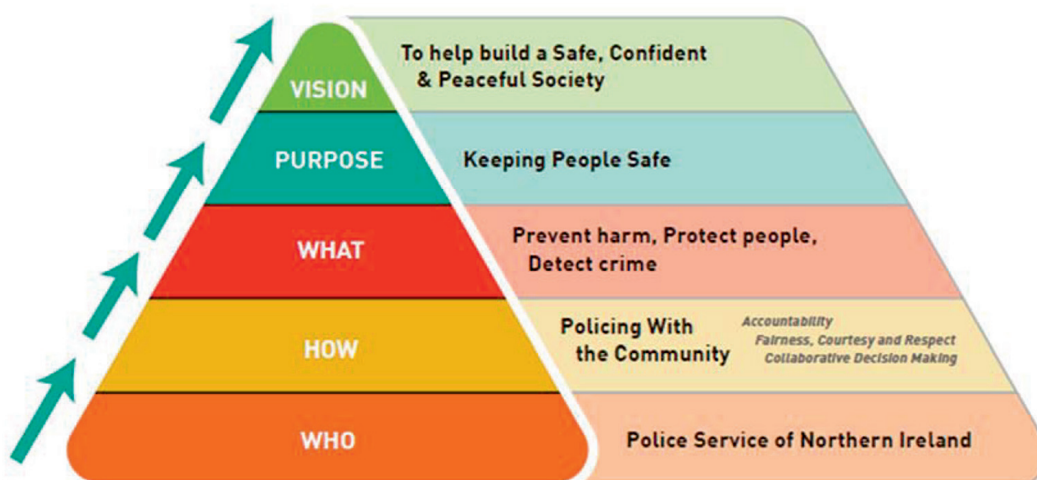 VISION
To help build a Safe, Confident
& Peaceful Society
PURPOSE
Keeping People Safe
WHAT
Prevent harm, Protect people,
Detect crime
HOW
Policing With
the Community
Accountability
Fairness, Courtesy and Respect
Collaborative Decision Making
WHO
Police Service of Northern Ireland